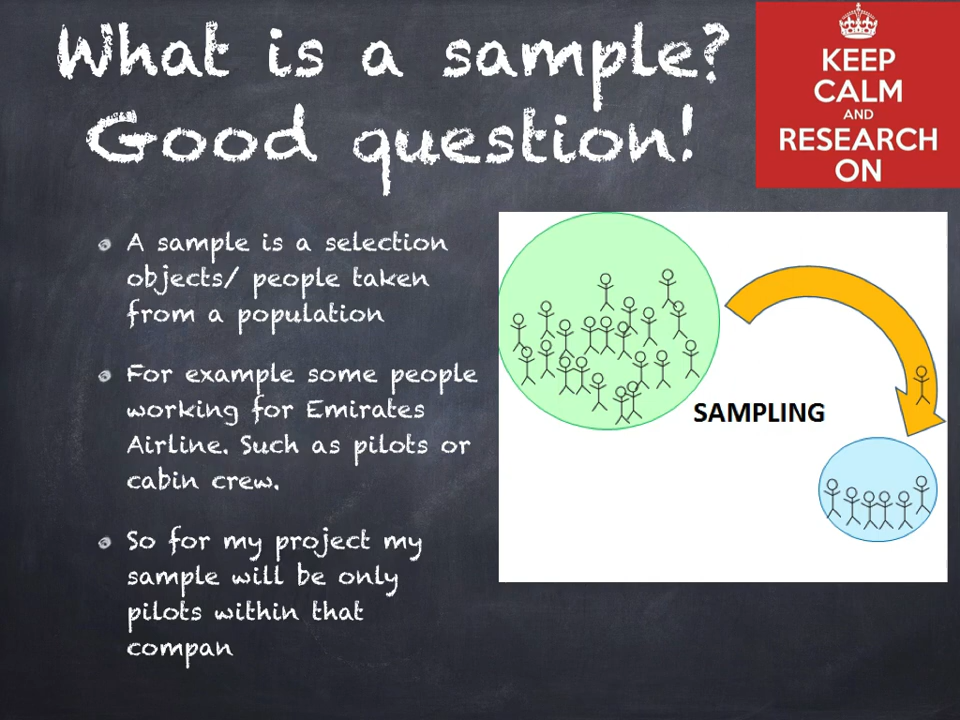 What is a sample?
Good question!
KEEP
CALM
AND
RESEARCH
ON
A sample is a selection
objects/ people taken
from a population
For example some people
working for Emirates
Airline. Such as pilots or
cabin crew.
So for my project my
sample will be only
pilots within that
compan
SAMPLING